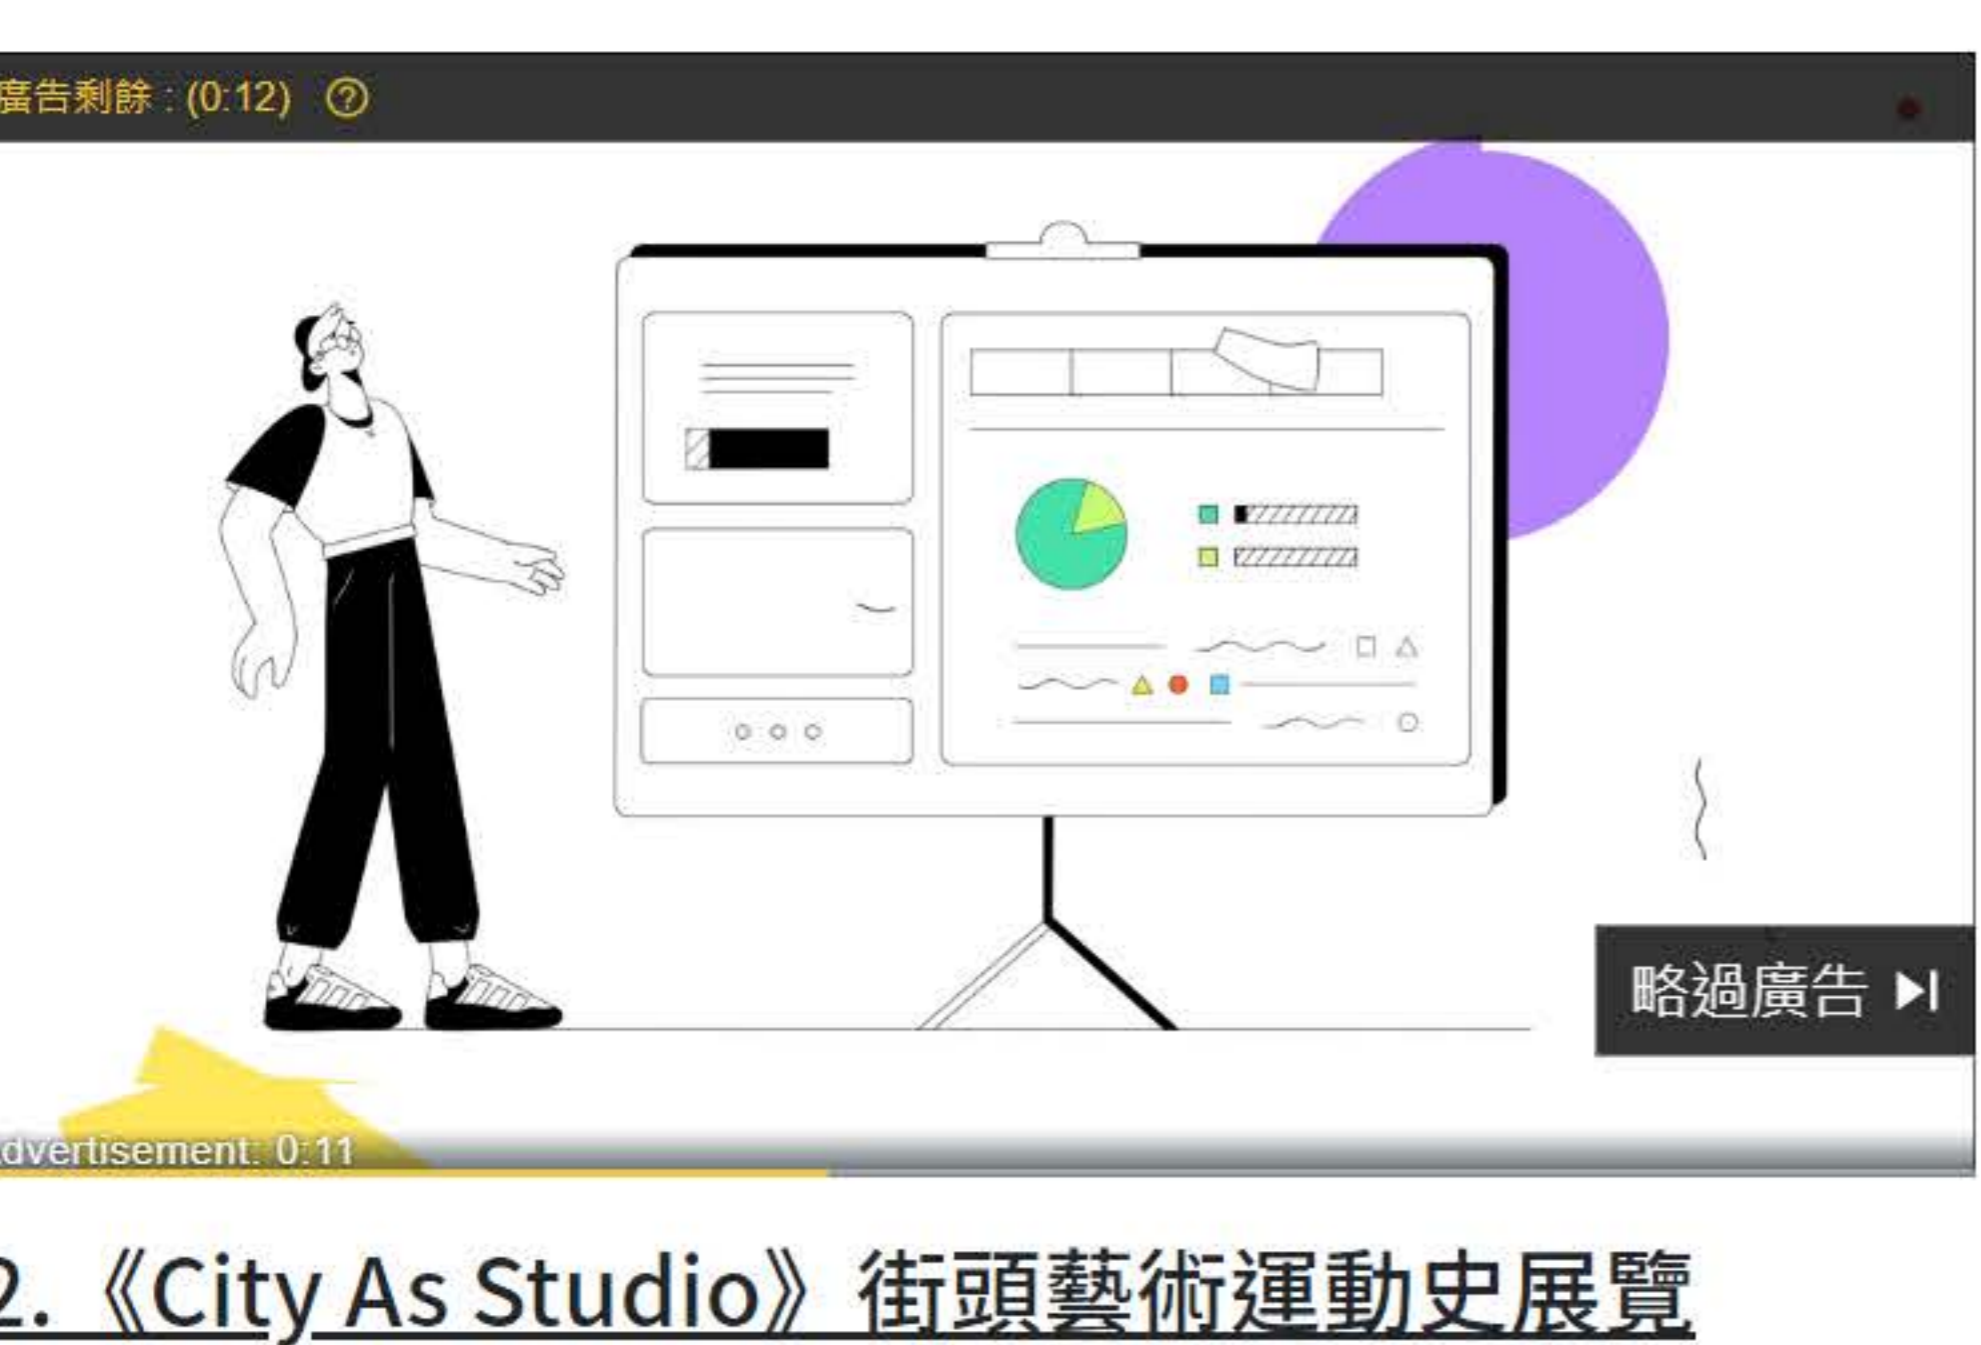 廣告剩餘 : (0:12) ?
略過廣告
dvertisement: 0:11
2.《City As Studio》街頭藝術運動史展覽